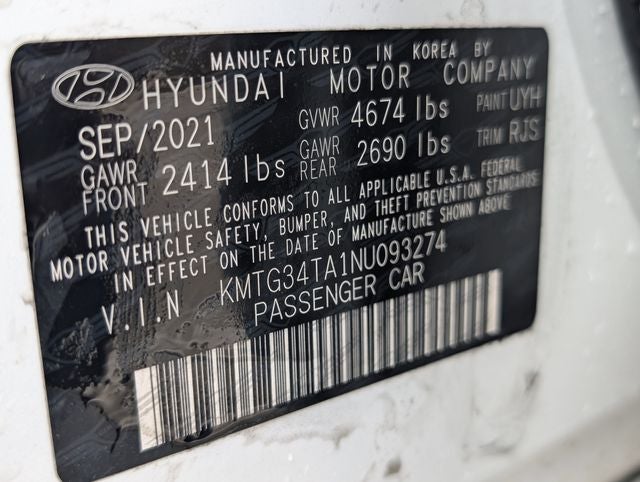 MANUFACTURED IN KOREA BY
HYUNDAI MOTOR COMPANY
SEP/2021 GVWR 4674 lbs PAINT UYH
GAWR FRONT 2414 lbs GAWR REAR 2690 lbs TRIM RJS
THIS VEHICLE CONFORMS TO ALL APPLICABLE U.S.A. FEDERAL
MOTOR VEHICLE SAFETY, BUMPER, AND THEFT PREVENTION STANDARDS
IN EFFECT ON THE DATE OF MANUFACTURE SHOWN ABOVE
V.I.N KMTG34TA1NU093274
PASSENGER CAR